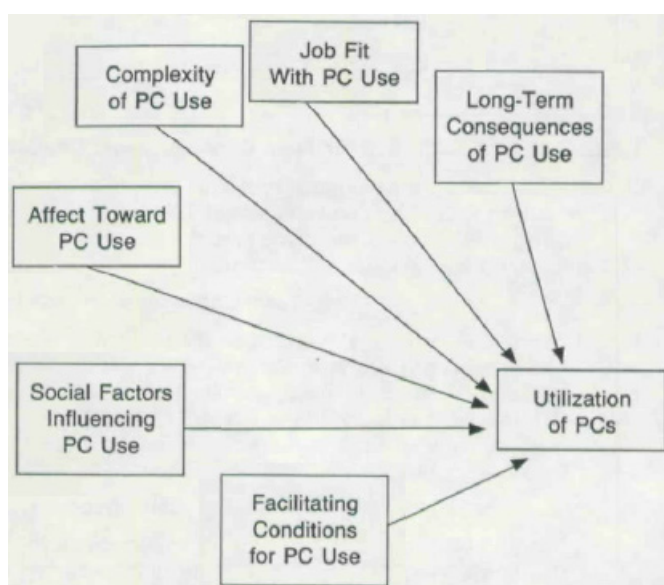 Job Fit
With PC Use
Complexity
of PC Use
Long-Term
Consequences
of PC Use
Affect Toward
PC Use
Social Factors
Influencing
PC Use
Utilization
of PCs
Facilitating
Conditions
for PC Use